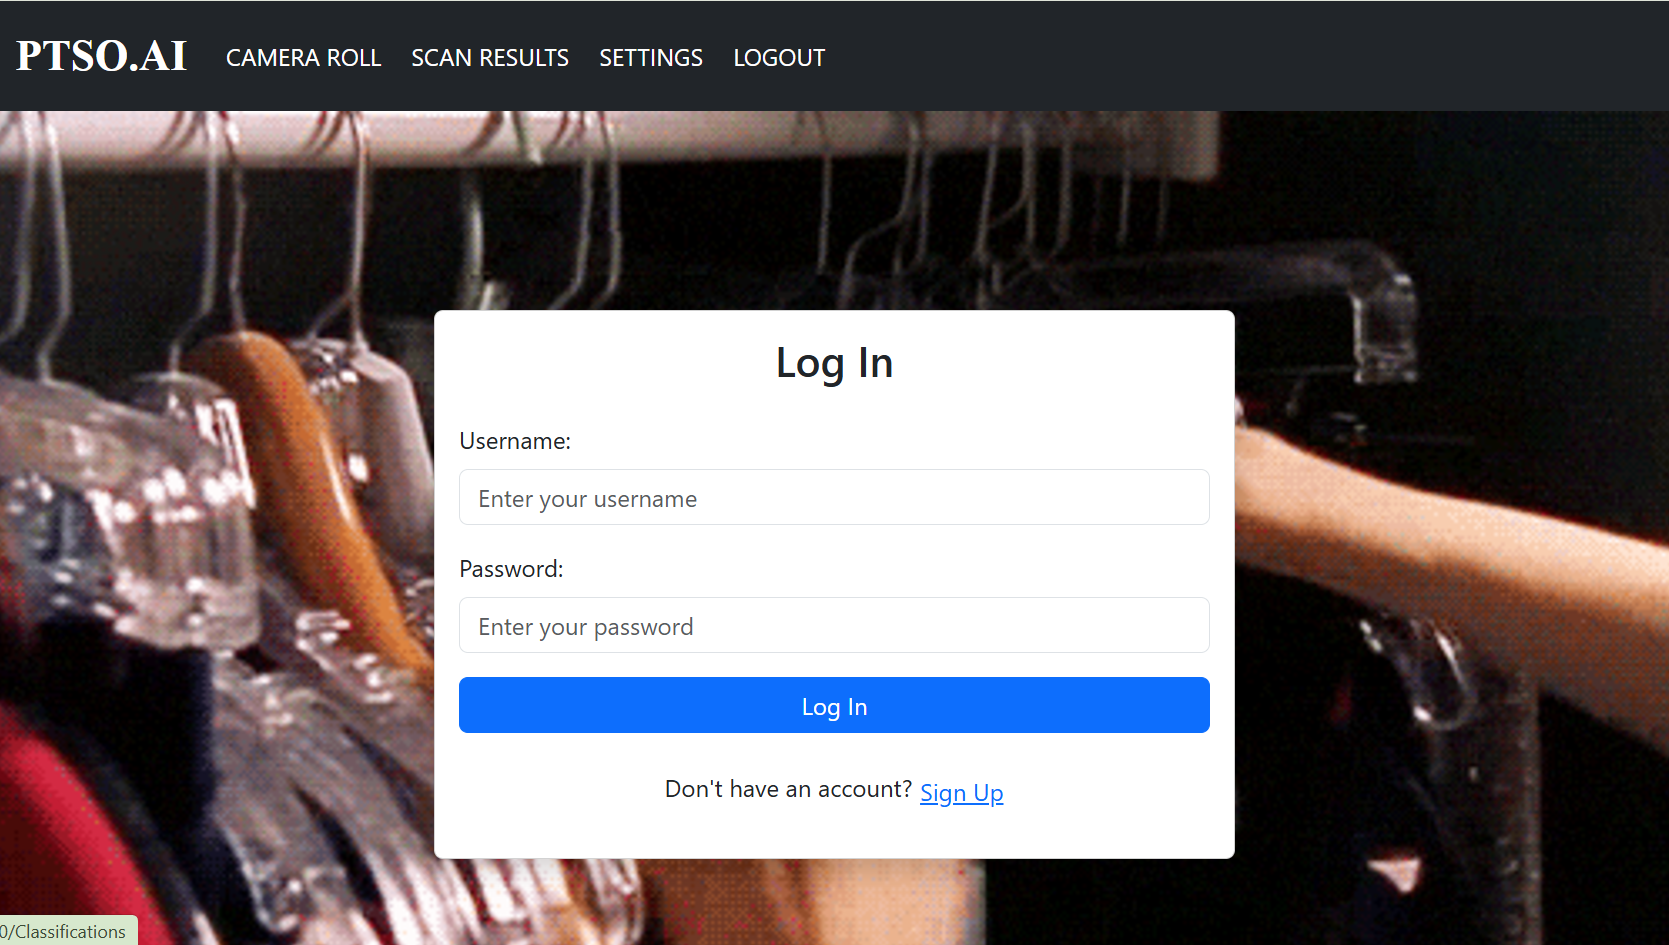 PTSO.AI CAMERA ROLL SCAN RESULTS SETTINGS LOGOUT
Log In
Username:
Enter your username
Password:
Enter your password
Log In
Don't have an account? Sign Up
0/Classifications